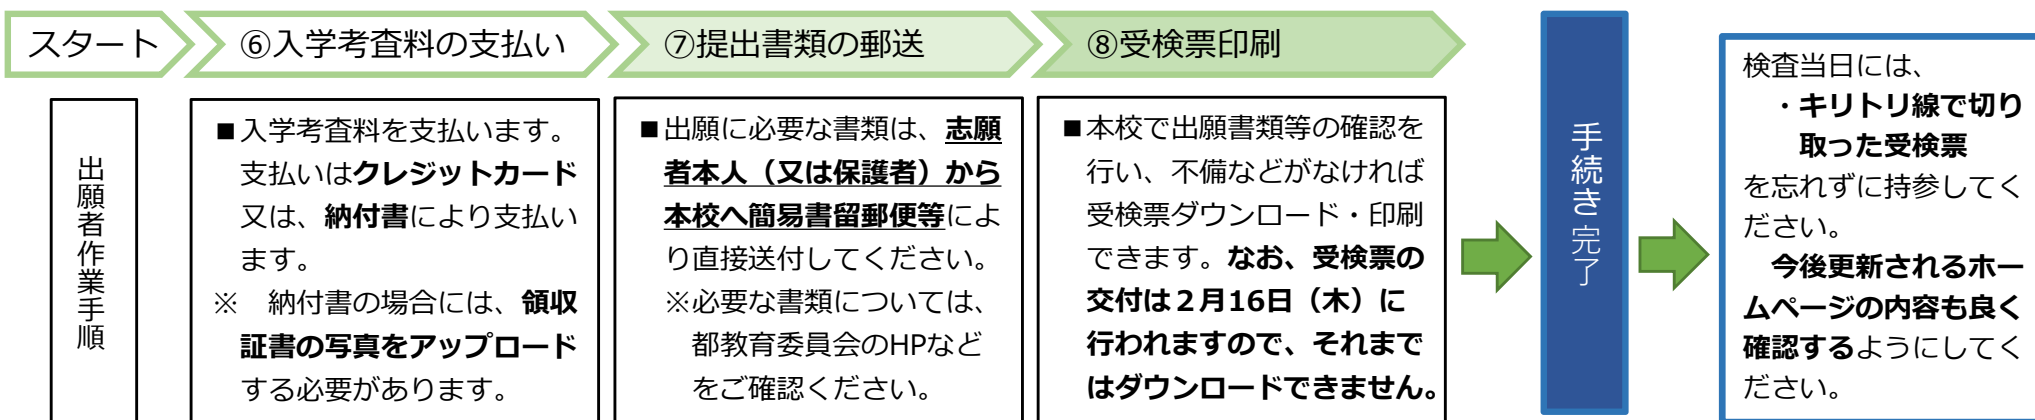 スタート
⑥入学考査料の支払い
⑦提出書類の郵送
⑧受検票印刷
出願者作業手順
■入学考査料を支払います。
支払いはクレジットカード
又は、納付書により支払い
ます。
※　納付書の場合には、領収
証書の写真をアップロード
する必要があります。
■出願に必要な書類は、志願
者本人（又は保護者）から
本校へ簡易書留郵便等によ
り直接送付してください。
※必要な書類については、
都教育委員会のHPなど
をご確認ください。
■本校で出願書類等の確認を
行い、不備などがなければ
受検票ダウンロード・印刷
できます。なお、受検票の
交付は２月16日（木）に
行われますので、それまで
はダウンロードできません。
手続き完了
検査当日には、
・キリトリ線で切り
取った受検票
を忘れずに持参してく
ださい。
今後更新されるホー
ムページの内容も良く
確認するようにしてく
ださい。